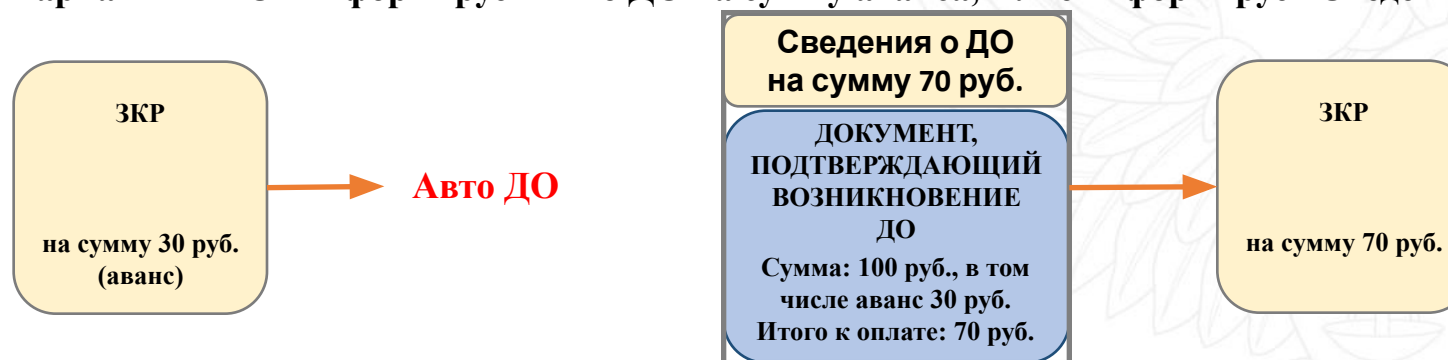 ЗКР
на сумму 30 руб.
(аванс)
Авто ДО
Сведения о ДО
на сумму 70 руб.
ДОКУМЕНТ,
ПОДТВЕРЖДАЮЩИЙ
ВОЗНИКНОВЕНИЕ
ДО
Сумма: 100 руб., в том
числе аванс 30 руб.
Итого к оплате: 70 руб.
ЗКР
на сумму 70 руб.